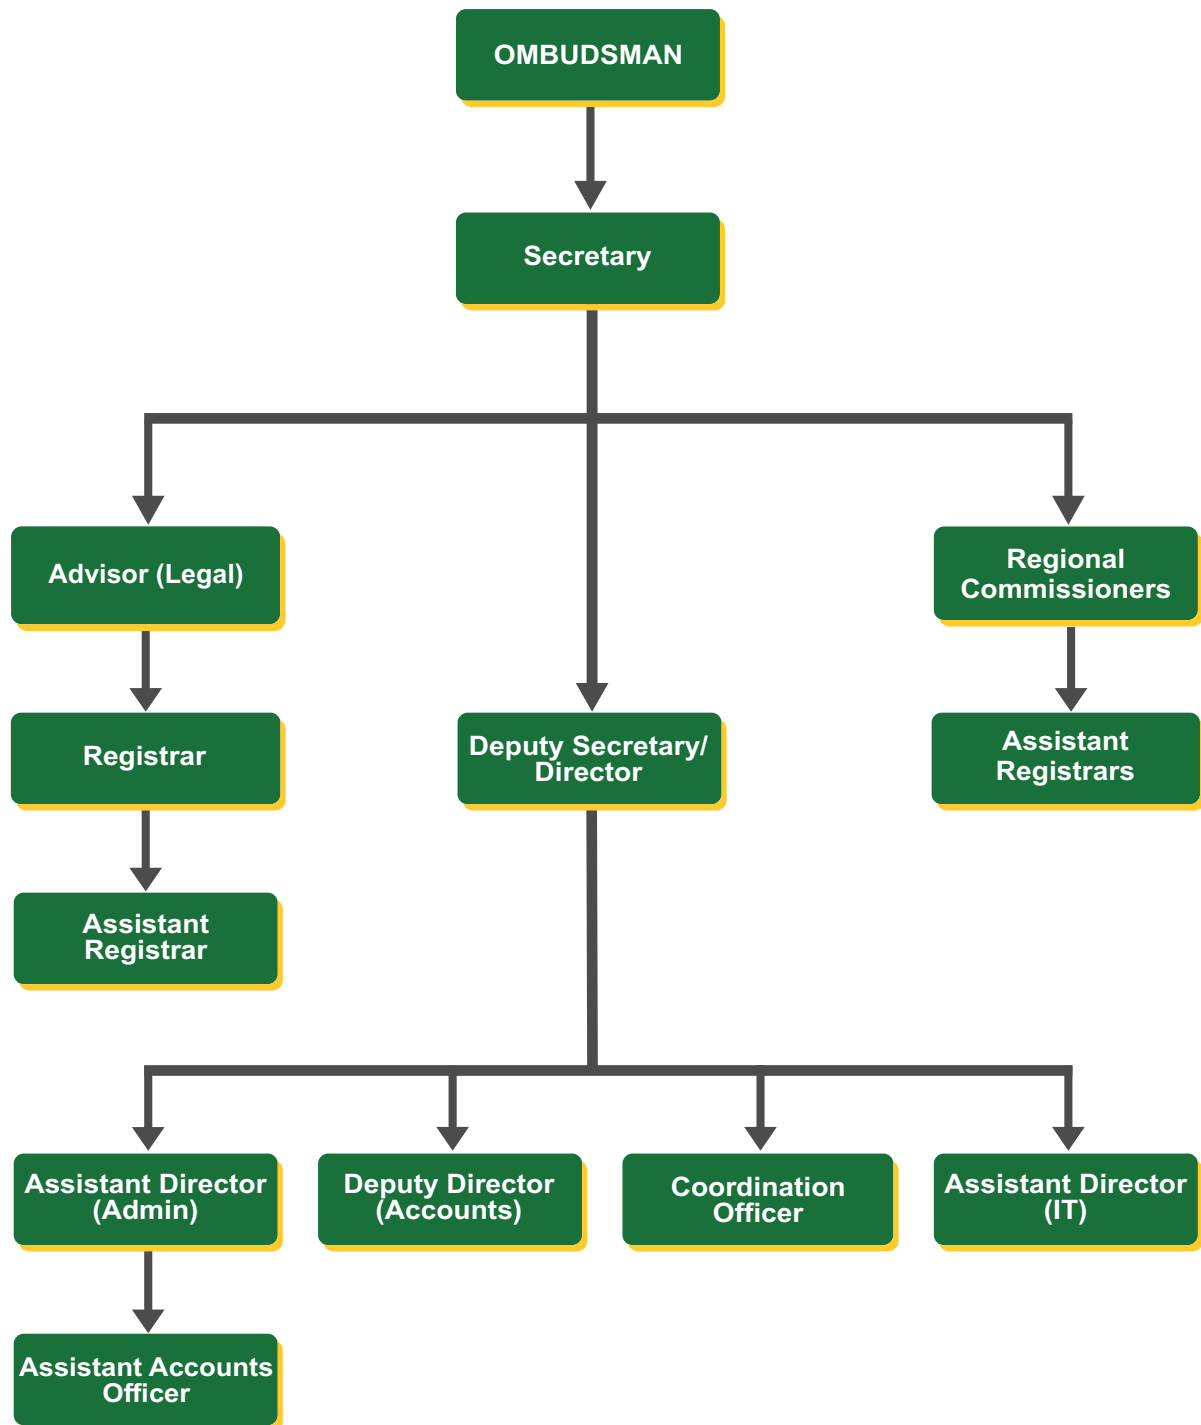 OMBUDSMAN
Secretary
Advisor (Legal)
Regional
Commissioners
Registrar
Deputy Secretary/
Director
Assistant
Registrars
Assistant
Registrar
Assistant Director
(Admin)
Deputy Director
(Accounts)
Coordination
Officer
Assistant Director
(IT)
Assistant Accounts
Officer